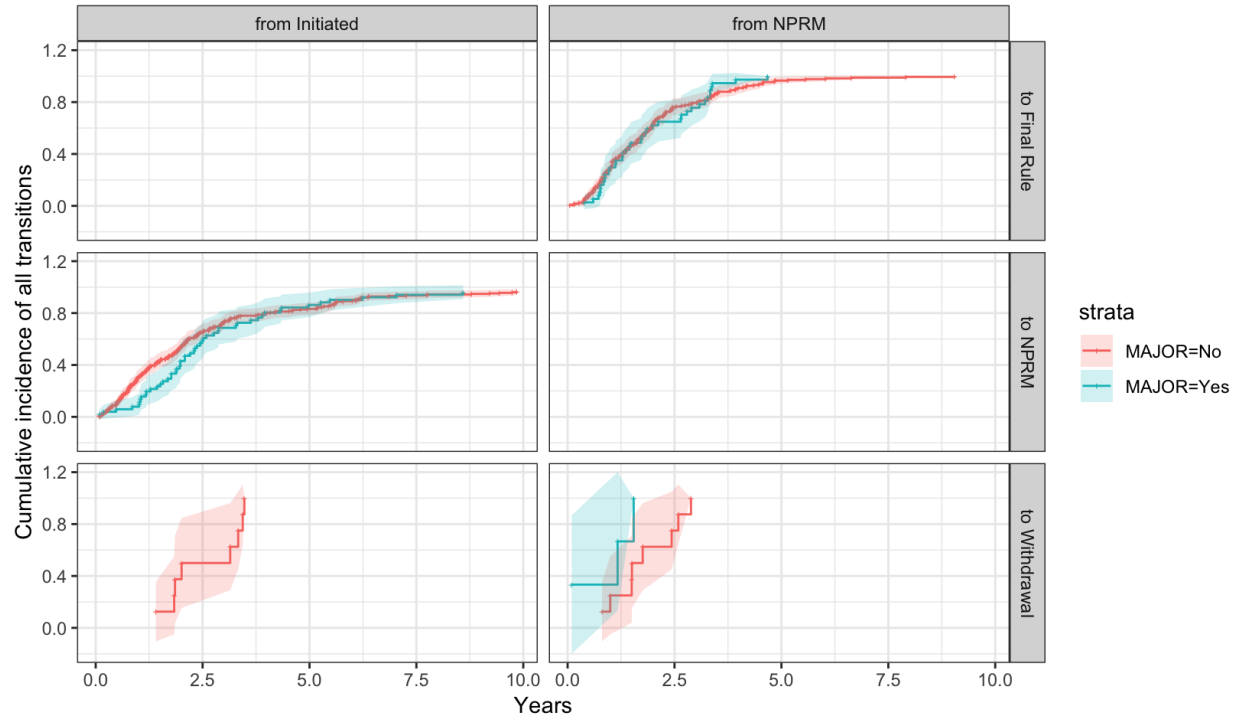 from Initiated
from NPRM
Cumulative incidence of all transitions
1.2
0.8
0.4
0.0
to Final Rule
1.2
0.8
0.4
0.0
to NPRM
1.2
0.8
0.4
0.0
to Withdrawal
0.0 2.5 5.0 7.5 10.0
0.0 2.5 5.0 7.5 10.0
Years
strata
MAJOR=No
MAJOR=Yes